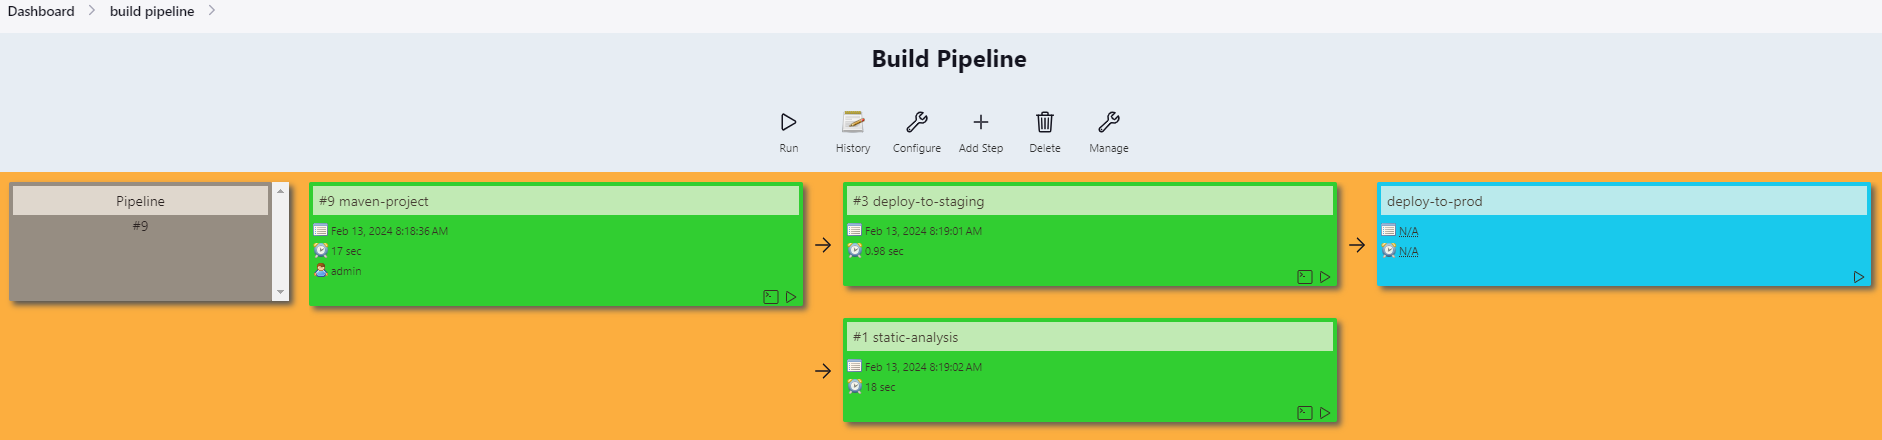 Dashboard
build pipeline
Build Pipeline
Run
History
Configure
Add Step
Delete
Manage
Pipeline
#9
#9 maven-project
Feb 13, 2024 8:18:36 AM
17 sec
admin
#3 deploy-to-staging
Feb 13, 2024 8:19:01 AM
0.98 sec
deploy-to-prod
N/A
N/A
#1 static-analysis
Feb 13, 2024 8:19:02 AM
18 sec